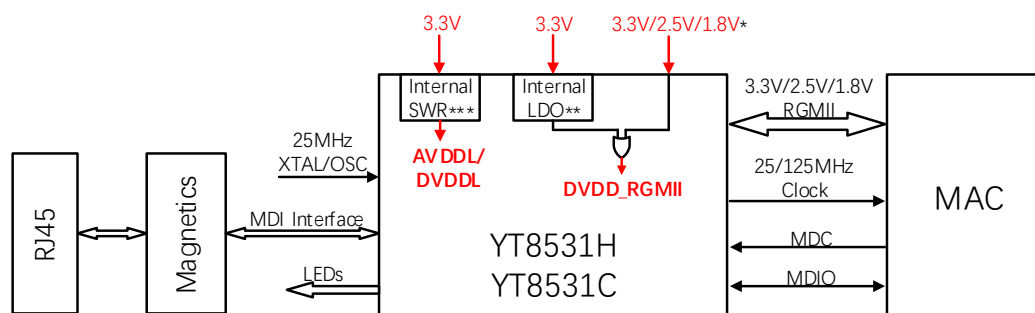 3.3V
3.3V
3.3V/2.5V/1.8V*
Internal
SWR***
Internal
LDO**
3.3V/2.5V/1.8V
RGMII
25MHz
XTAL/OSC
AVDDL/
DVDDL
DVDD_RGMII
25/125MHz
Clock
RJ45
Magnetics
MDI Interface
MAC
YT8531H
YT8531C
MDC
LEDs
MDIO